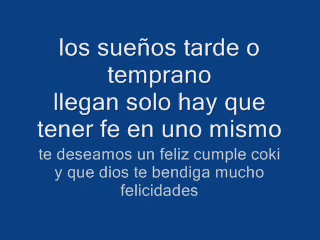 los sueños tarde o
temprano
llegan solo hay que
tener fe en uno mismo
te deseamos un feliz cumple coki
y que dios te bendiga mucho
felicidades